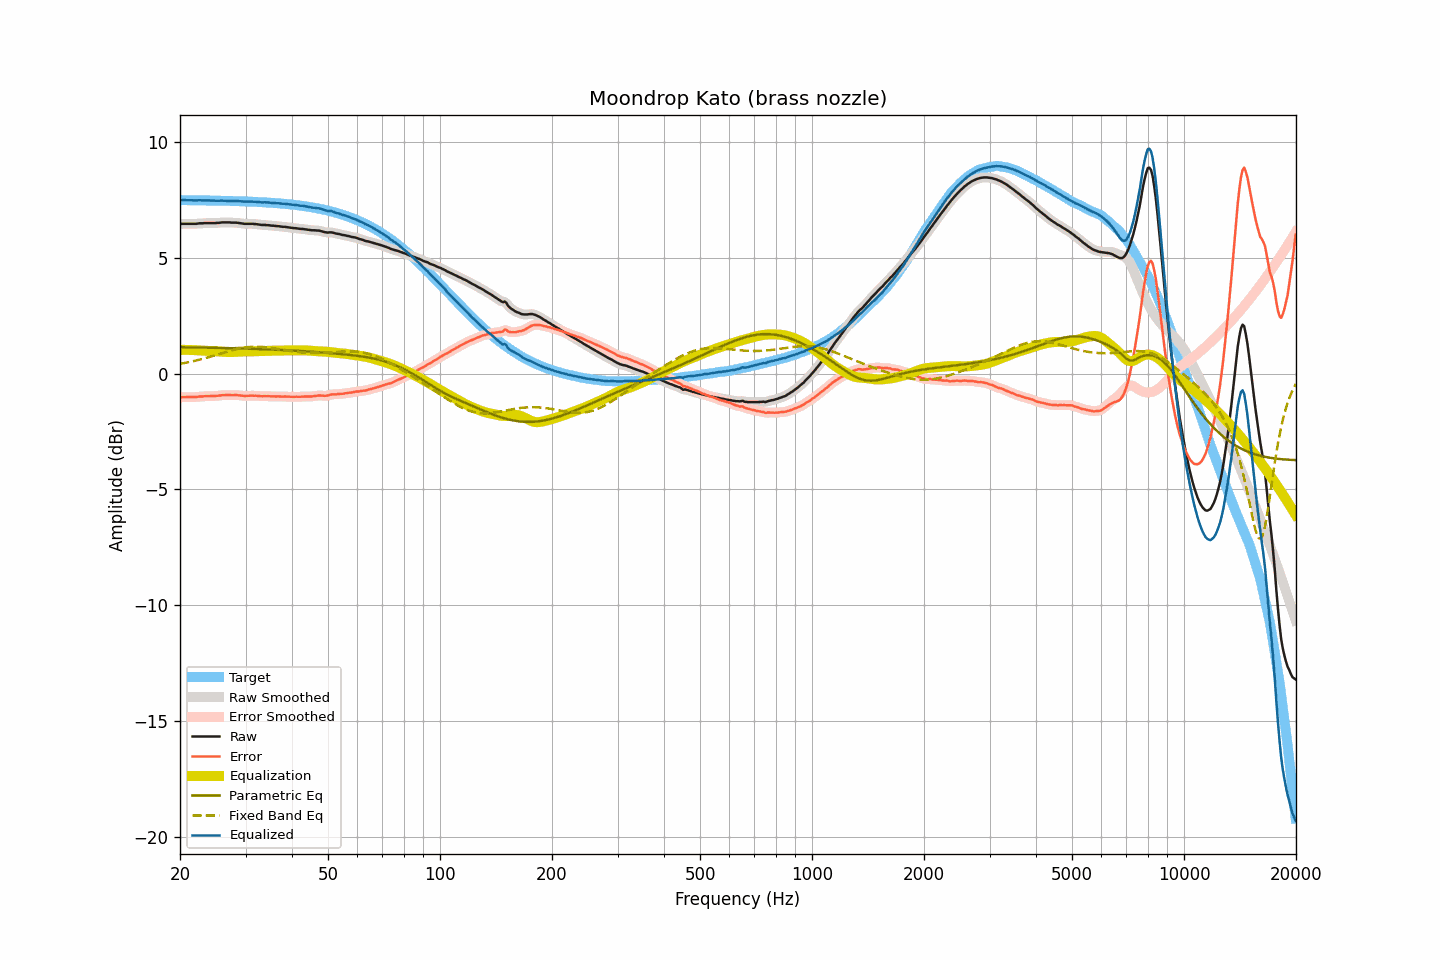 Moondrop Kato (brass nozzle)
10
5
0
−5
−10
−15
−20
Amplitude (dBr)
Target
Raw Smoothed
Error Smoothed
Raw
Error
Equalization
Parametric Eq
Fixed Band Eq
Equalized
20 50 100 200 500 1000 2000 5000 10000 20000
Frequency (Hz)